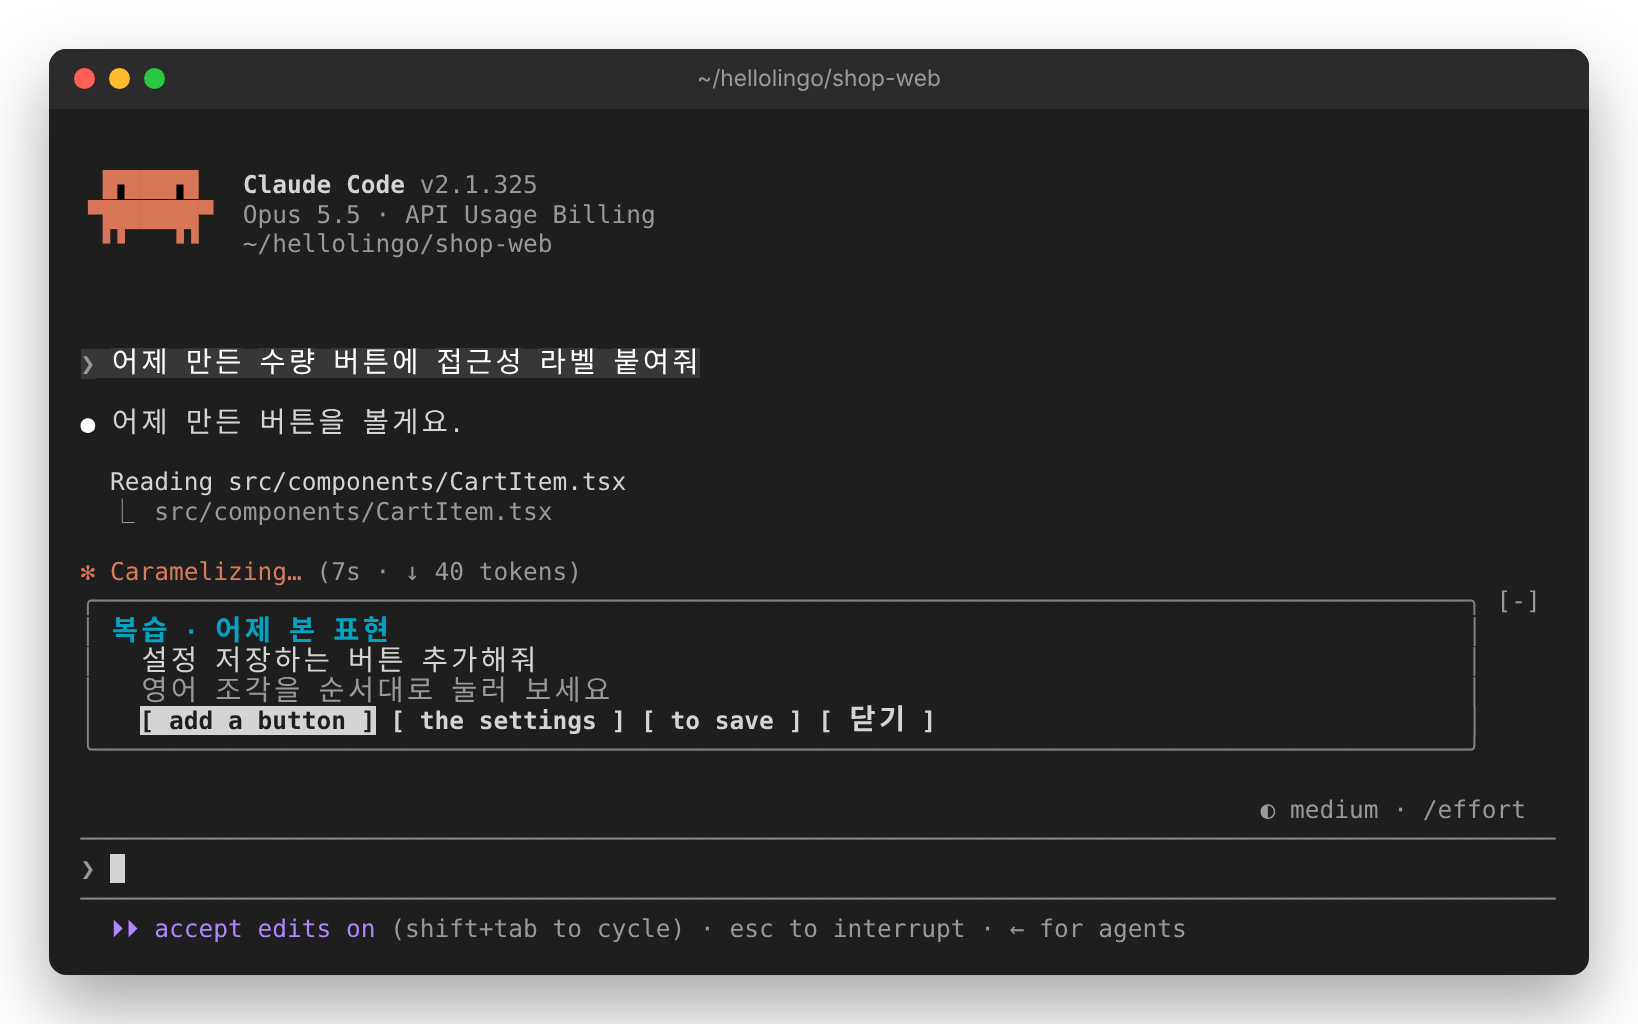 ~/hellolingo/shop-web
Claude Code v2.1.325
Opus 5.5 · API Usage Billing
~/hellolingo/shop-web
❯ 어제 만든 수량 버튼에 접근성 라벨 붙여줘
● 어제 만든 버튼을 볼게요.
Reading src/components/CartItem.tsx
⎿ src/components/CartItem.tsx
✻ Caramelizing… (7s · ↓ 40 tokens)
[-]
복습 · 어제 본 표현
설정 저장하는 버튼 추가해줘
영어 조각을 순서대로 눌러 보세요
[ add a button ] [ the settings ] [ to save ] [ 닫기 ]
◐ medium · /effort
❯
⏵⏵ accept edits on (shift+tab to cycle) · esc to interrupt · ← for agents